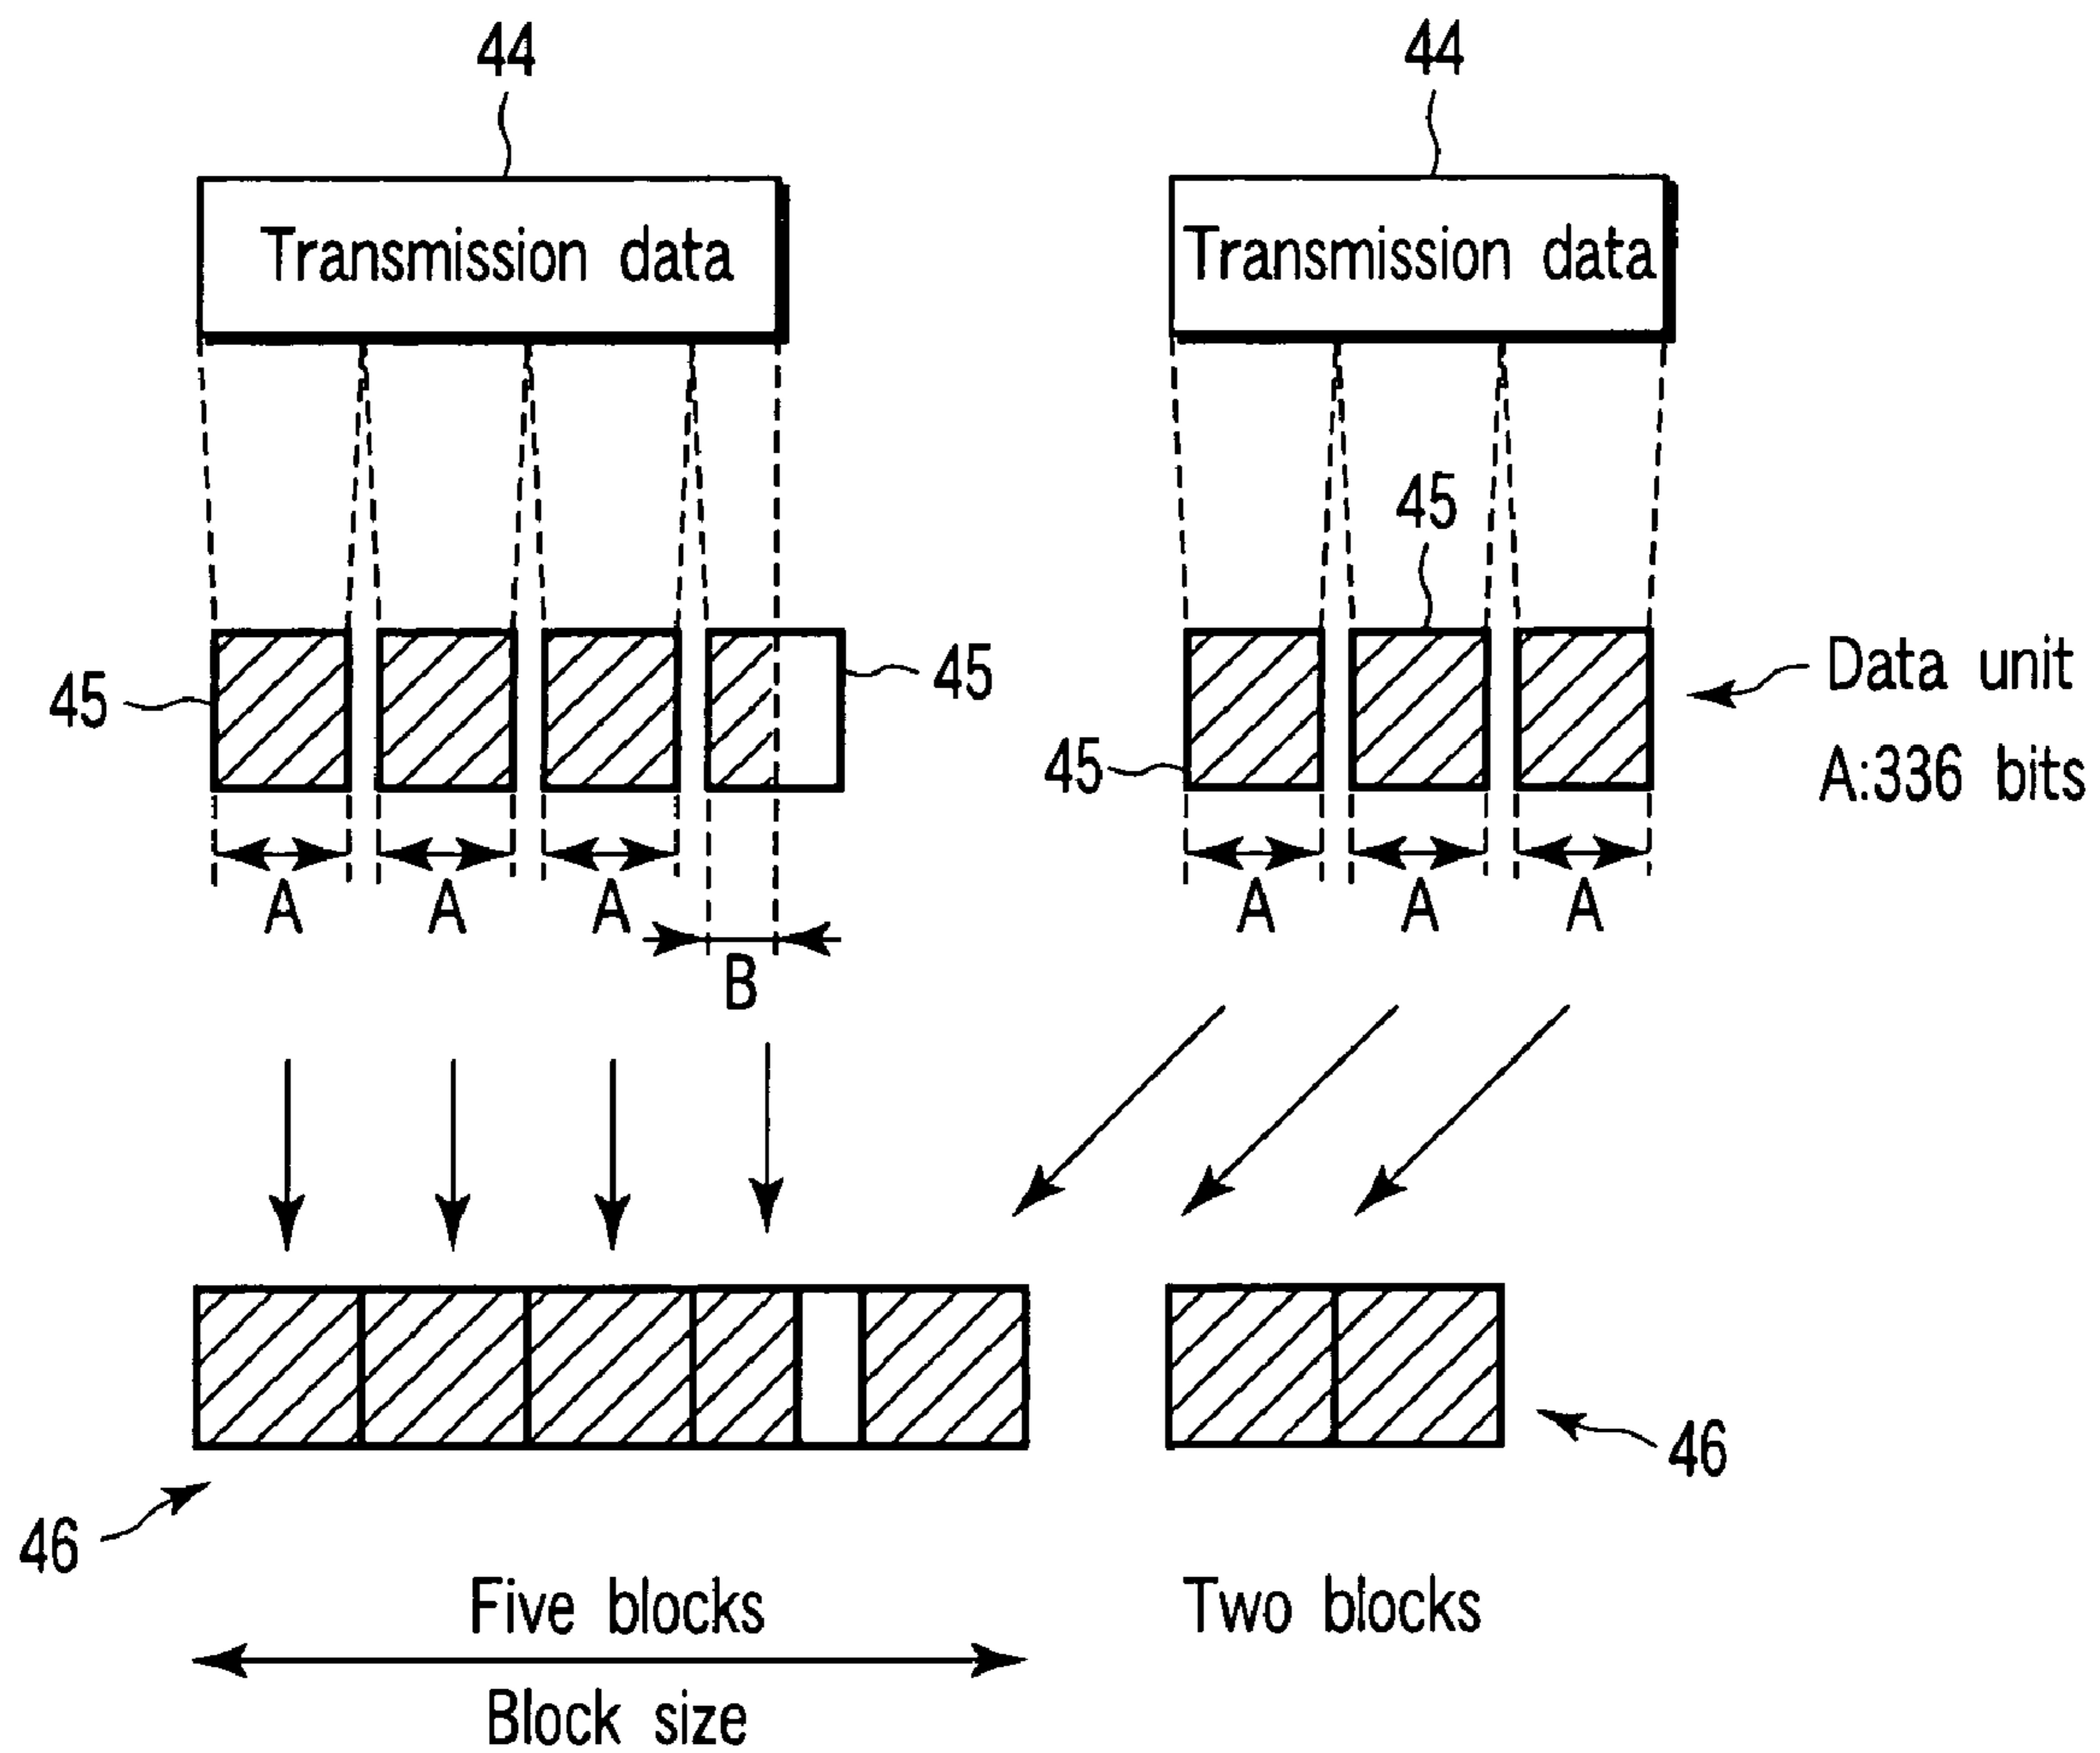 44
44
Transmission data
Transmission data
45
45
45
45
Data unit
A:336 bits
A
A
A
A
A
A
B
46
46
Five blocks
Two blocks
Block size